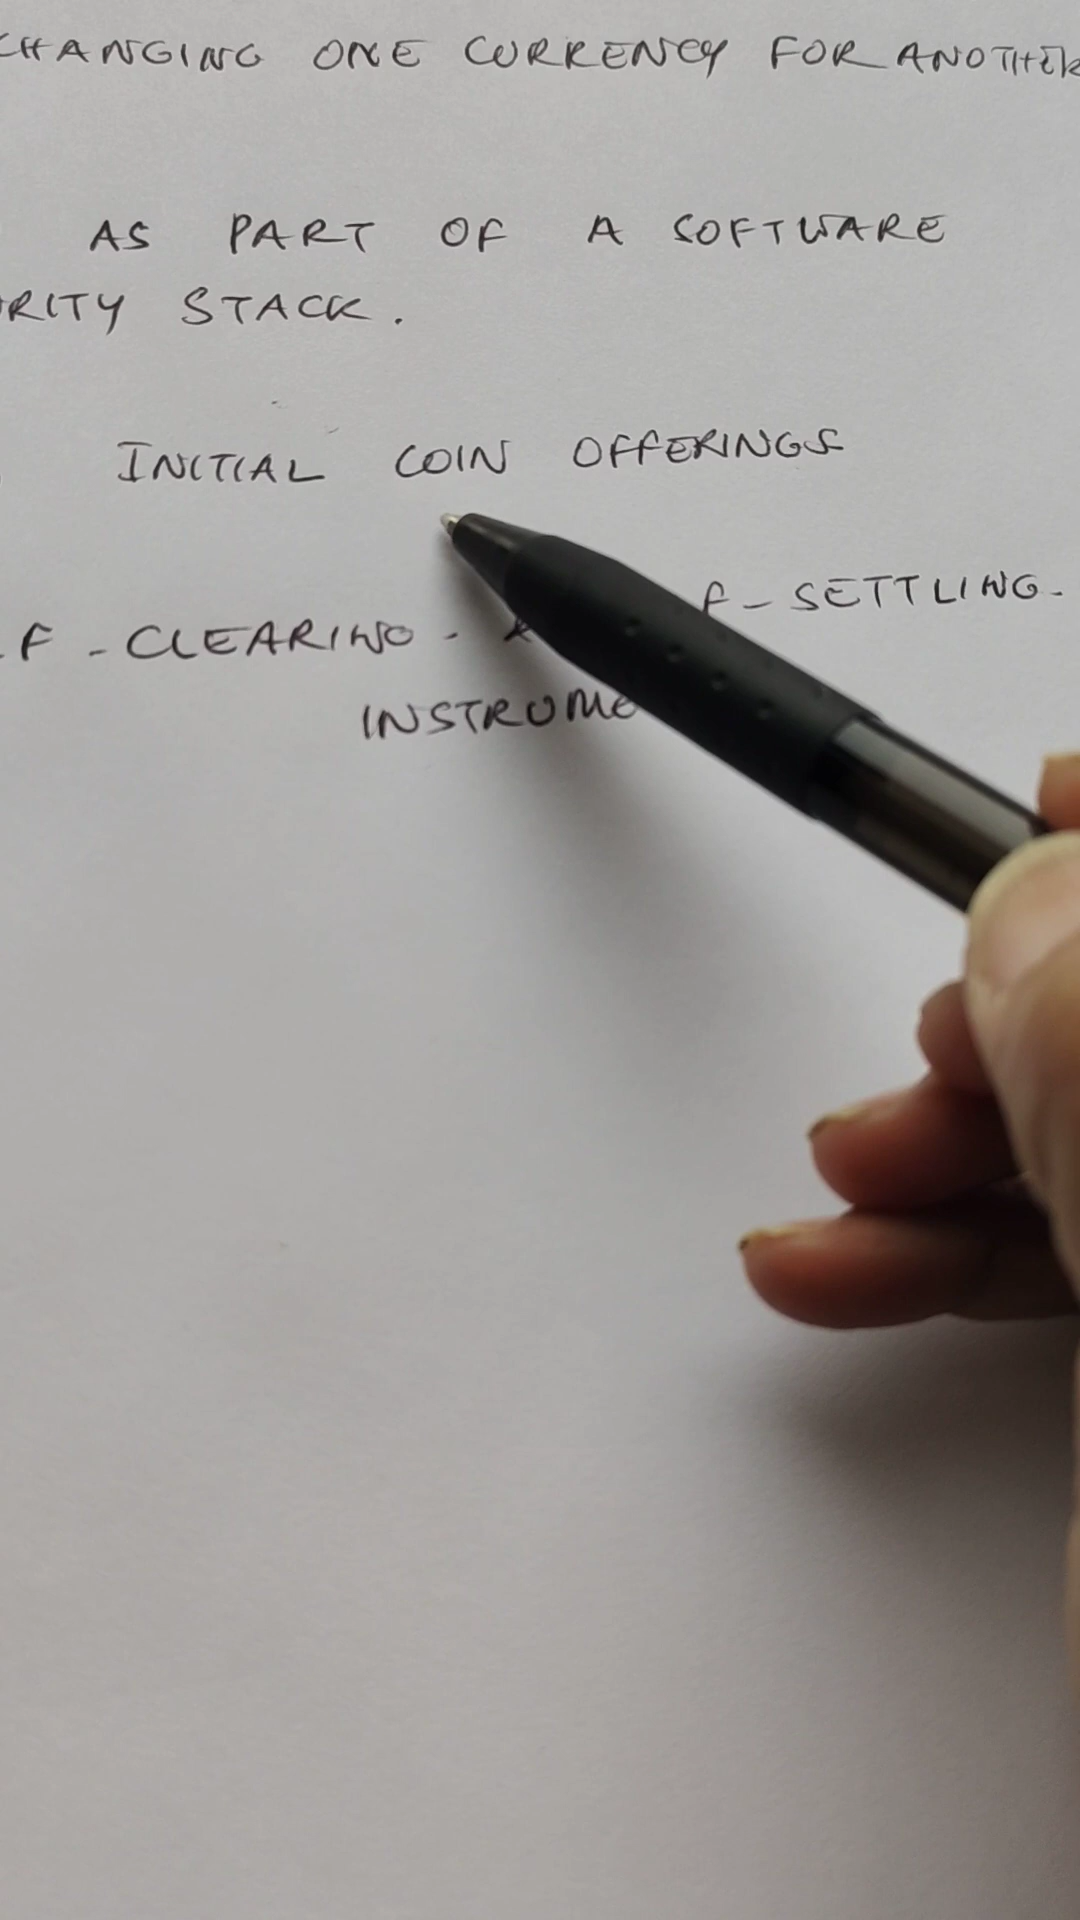 CHANGING ONE CURRENCY FOR ANOTHER
AS PART OF A SOFTWARE
RITY STACK.
INITIAL COIN OFFERINGS
F - CLEARING - F - SETTLING -
INSTRUME